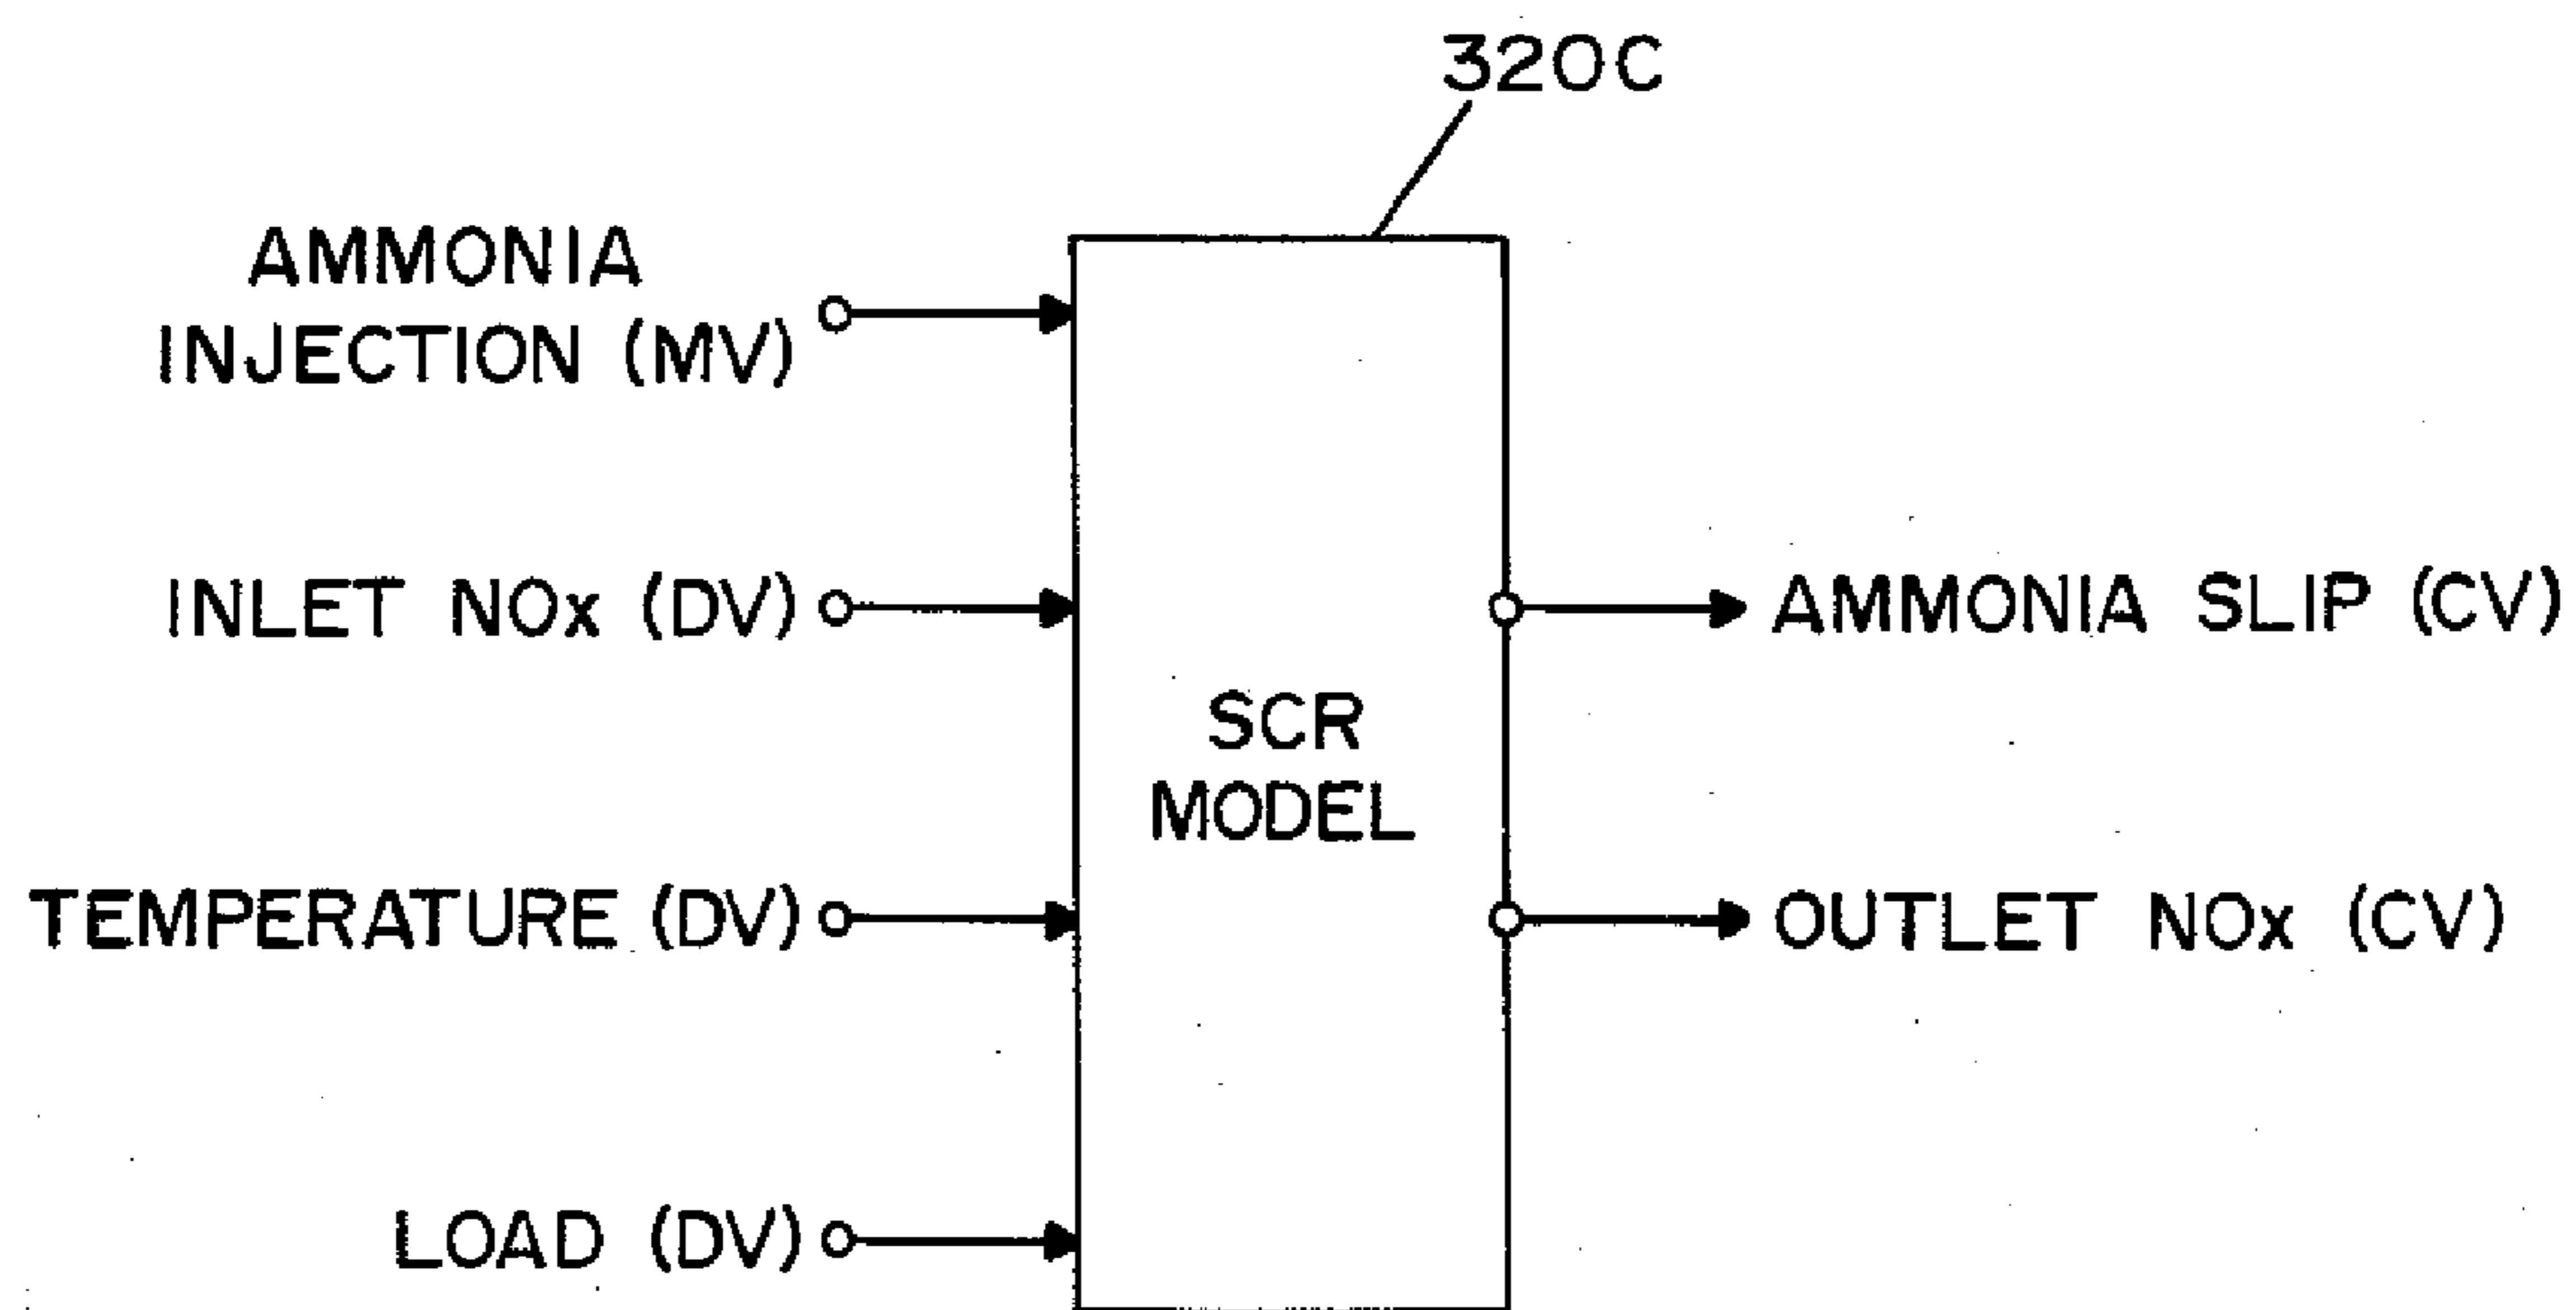 320C
AMMONIA
INJECTION (MV)
INLET NOx (DV)
TEMPERATURE (DV)
LOAD (DV)
SCR
MODEL
AMMONIA SLIP (CV)
OUTLET NOx (CV)